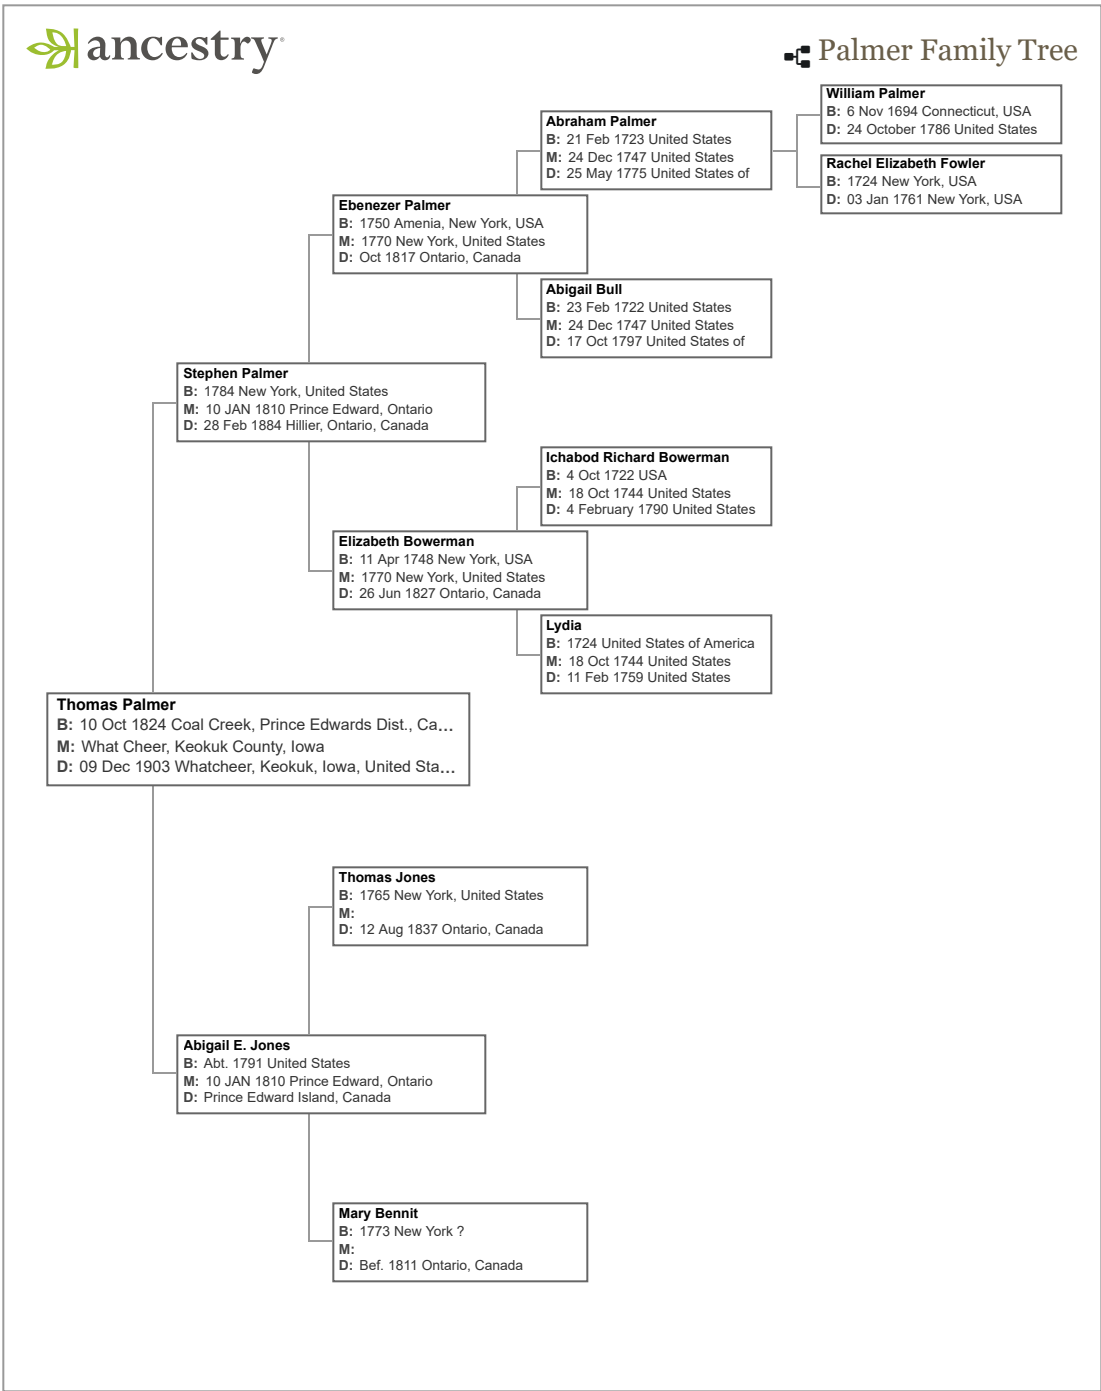 ancestry
Palmer Family Tree
William Palmer
B: 6 Nov 1694 Connecticut, USA
D: 24 October 1786 United States
Abraham Palmer
B: 21 Feb 1723 United States
M: 24 Dec 1747 United States
D: 25 May 1775 United States of
Rachel Elizabeth Fowler
B: 1724 New York, USA
D: 03 Jan 1761 New York, USA
Ebenezer Palmer
B: 1750 Amenia, New York, USA
M: 1770 New York, United States
D: Oct 1817 Ontario, Canada
Abigail Bull
B: 23 Feb 1722 United States
M: 24 Dec 1747 United States
D: 17 Oct 1797 United States of
Stephen Palmer
B: 1784 New York, United States
M: 10 JAN 1810 Prince Edward, Ontario
D: 28 Feb 1884 Hillier, Ontario, Canada
Ichabod Richard Bowerman
B: 4 Oct 1722 USA
M: 18 Oct 1744 United States
D: 4 February 1790 United States
Elizabeth Bowerman
B: 11 Apr 1748 New York, USA
M: 1770 New York, United States
D: 26 Jun 1827 Ontario, Canada
Lydia
B: 1724 United States of America
M: 18 Oct 1744 United States
D: 11 Feb 1759 United States
Thomas Palmer
B: 10 Oct 1824 Coal Creek, Prince Edwards Dist., Ca...
M: What Cheer, Keokuk County, Iowa
D: 09 Dec 1903 Whatcheer, Keokuk, Iowa, United Sta...
Thomas Jones
B: 1765 New York, United States
M:
D: 12 Aug 1837 Ontario, Canada
Abigail E. Jones
B: Abt. 1791 United States
M: 10 JAN 1810 Prince Edward, Ontario
D: Prince Edward Island, Canada
Mary Bennit
B: 1773 New York ?
M:
D: Bef. 1811 Ontario, Canada